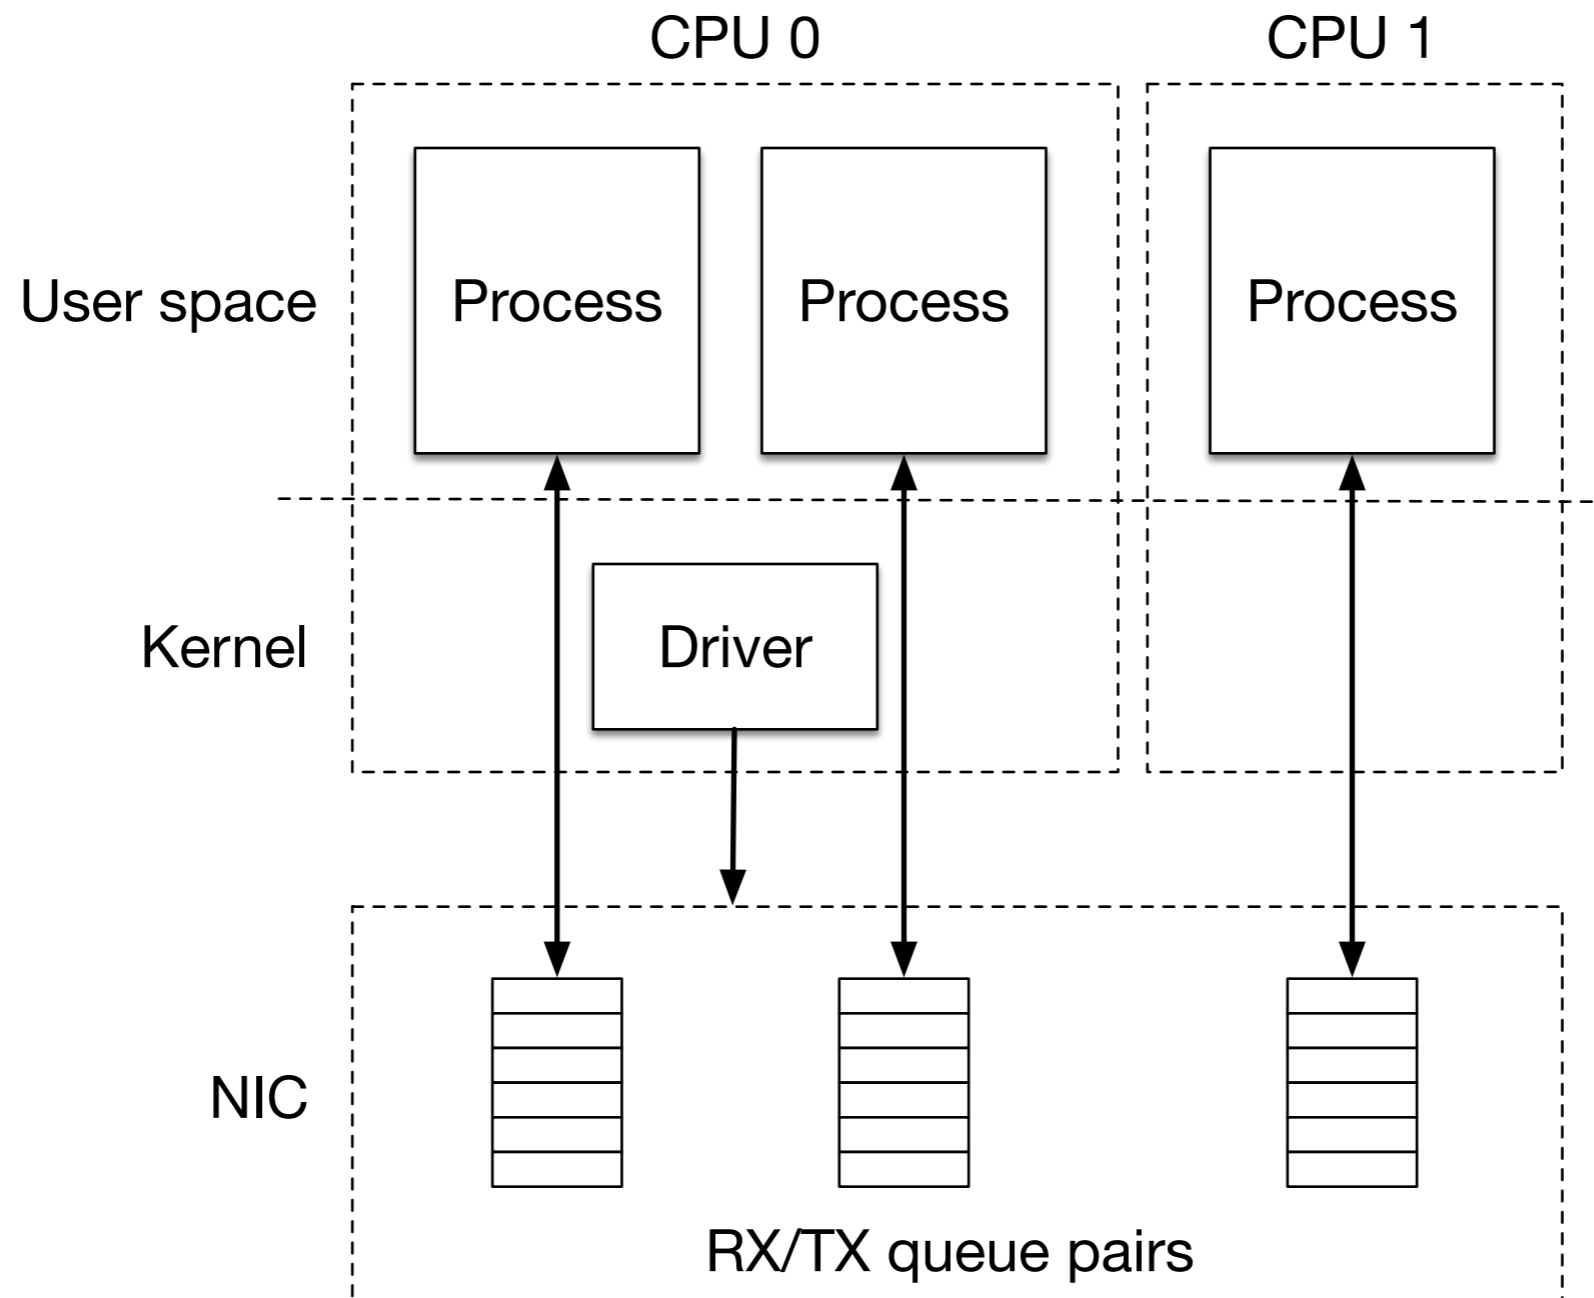 CPU 0
CPU 1
User space
Process
Process
Process
Kernel
Driver
NIC
RX/TX queue pairs